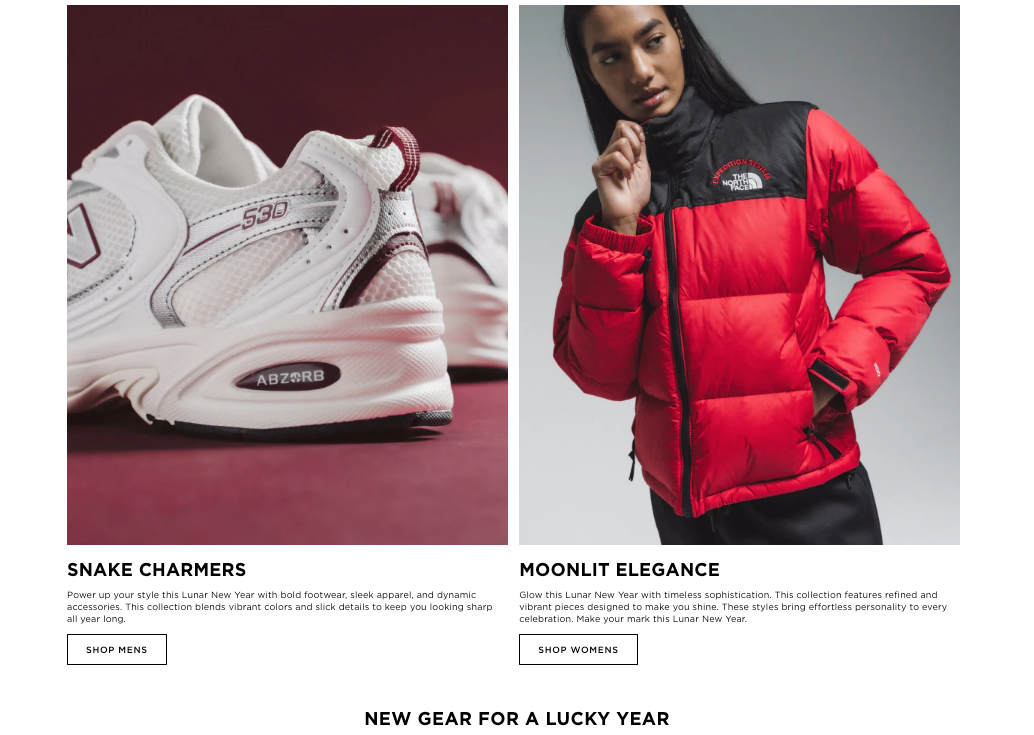 530
ABZORB
EXPEDITION SYSTEM
THE
NORTH
FACE
700
SNAKE CHARMERS
Power up your style this Lunar New Year with bold footwear, sleek apparel, and dynamic
accessories. This collection blends vibrant colors and slick details to keep you looking sharp
all year long.
SHOP MENS
MOONLIT ELEGANCE
Glow this Lunar New Year with timeless sophistication. This collection features refined and
vibrant pieces designed to make you shine. These styles bring effortless personality to every
celebration. Make your mark this Lunar New Year.
SHOP WOMENS
NEW GEAR FOR A LUCKY YEAR